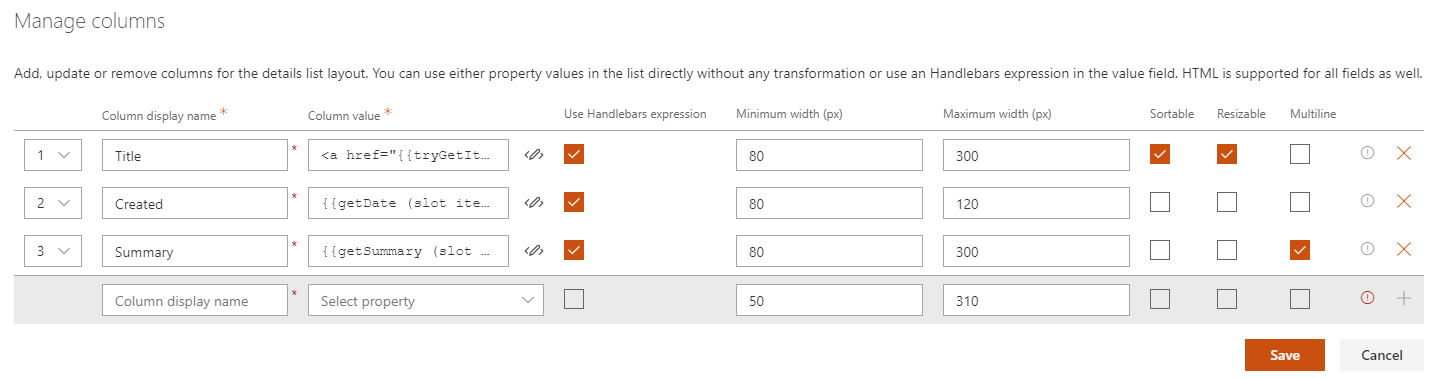 Manage columns
Add, update or remove columns for the details list layout. You can use either property values in the list directly without any transformation or use an Handlebars expression in the value field. HTML is supported for all fields as well.
Column display name * Column value * Use Handlebars expression Minimum width (px) Maximum width (px) Sortable Resizable Multiline
1 Title * <a href="{{tryGetIt... 80 300
2 Created * {{getDate (slot ite... 80 120
3 Summary * {{getSummary (slot ... 80 300
Column display name * Select property 50 310
Save Cancel